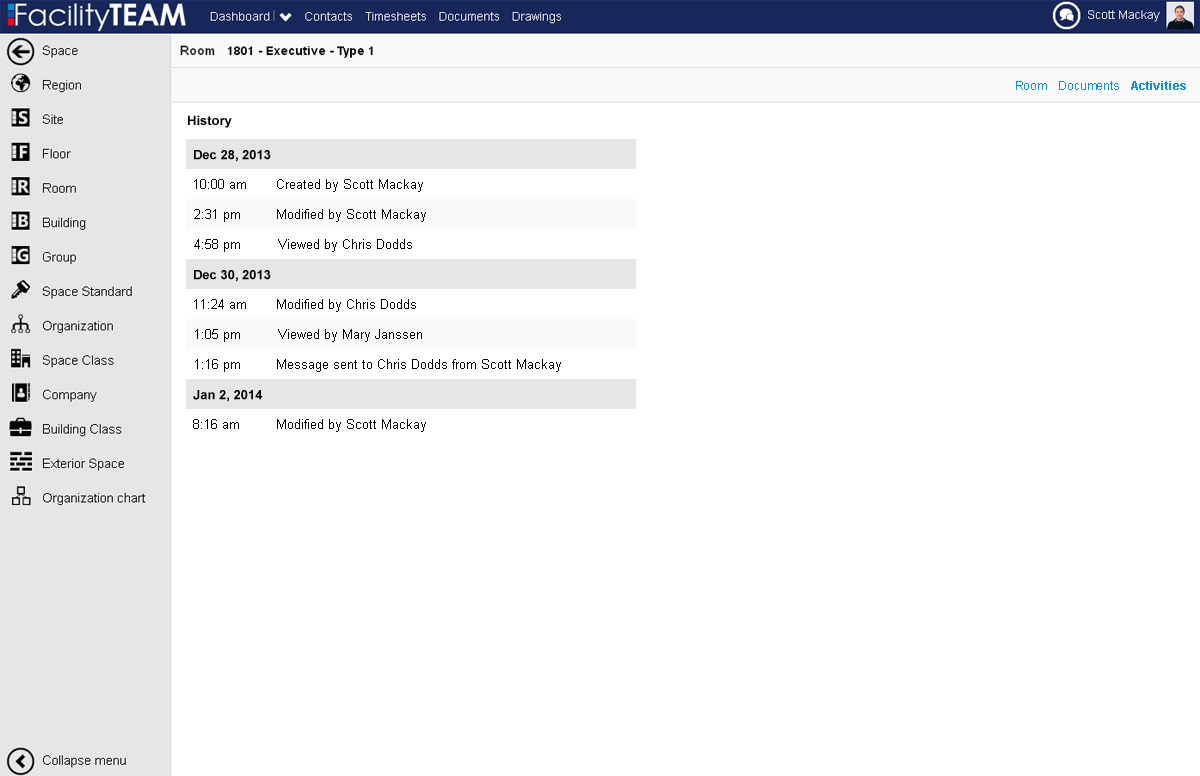 FacilityTEAM
Dashboard Contacts Timesheets Documents Drawings
Scott Mackay
Space
Region
S Site
F Floor
R Room
B Building
G Group
Space Standard
Organization
Space Class
Company
Building Class
Exterior Space
Organization chart
Collapse menu
Room 1801 - Executive - Type 1
Room Documents Activities
History
Dec 28, 2013
10:00 am Created by Scott Mackay
2:31 pm Modified by Scott Mackay
4:58 pm Viewed by Chris Dodds
Dec 30, 2013
11:24 am Modified by Chris Dodds
1:05 pm Viewed by Mary Janssen
1:16 pm Message sent to Chris Dodds from Scott Mackay
Jan 2, 2014
8:16 am Modified by Scott Mackay